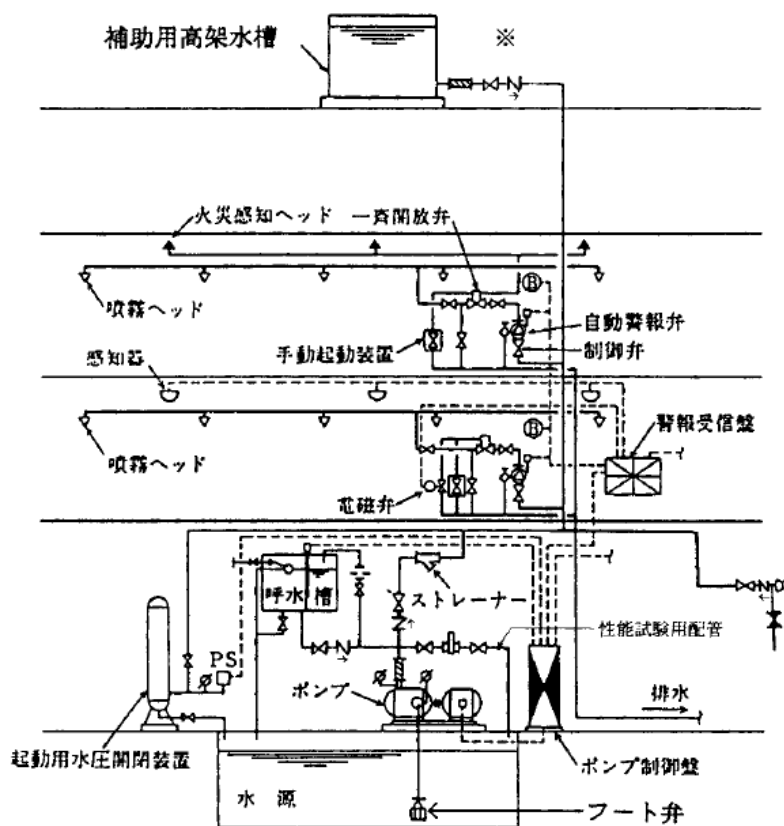 補助用高架水槽
※
火災感知ヘッド
一斉開放弁
B
噴霧ヘッド
自動警報弁
手動起動装置
制御弁
感知器
B
噴霧ヘッド
警報受信盤
電磁弁
呼水槽
ストレーナー
性能試験用配管
PS
ポンプ
排水
起動用水圧開閉装置
ポンプ制御盤
水源
フート弁